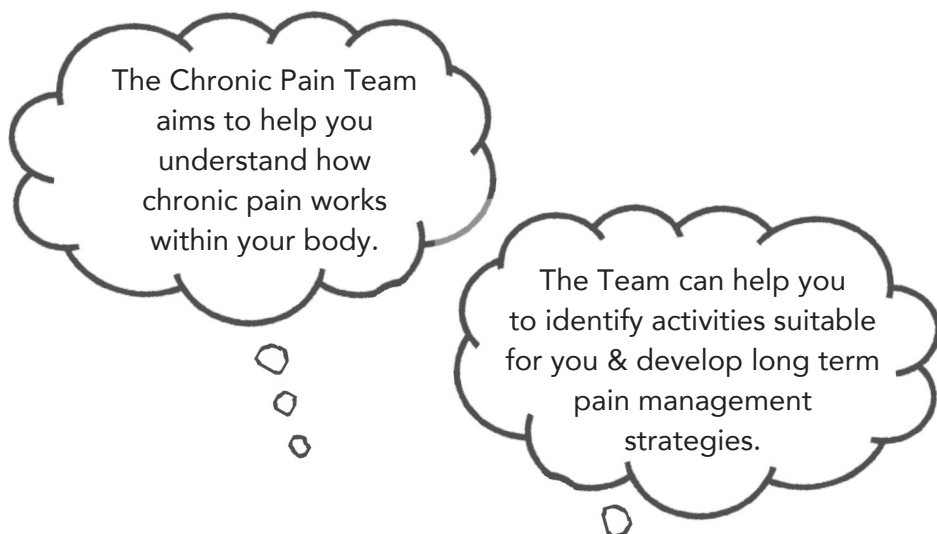 The Chronic Pain Team
aims to help you
understand how
chronic pain works
within your body.
The Team can help you
to identify activities suitable
for you & develop long term
pain management
strategies.